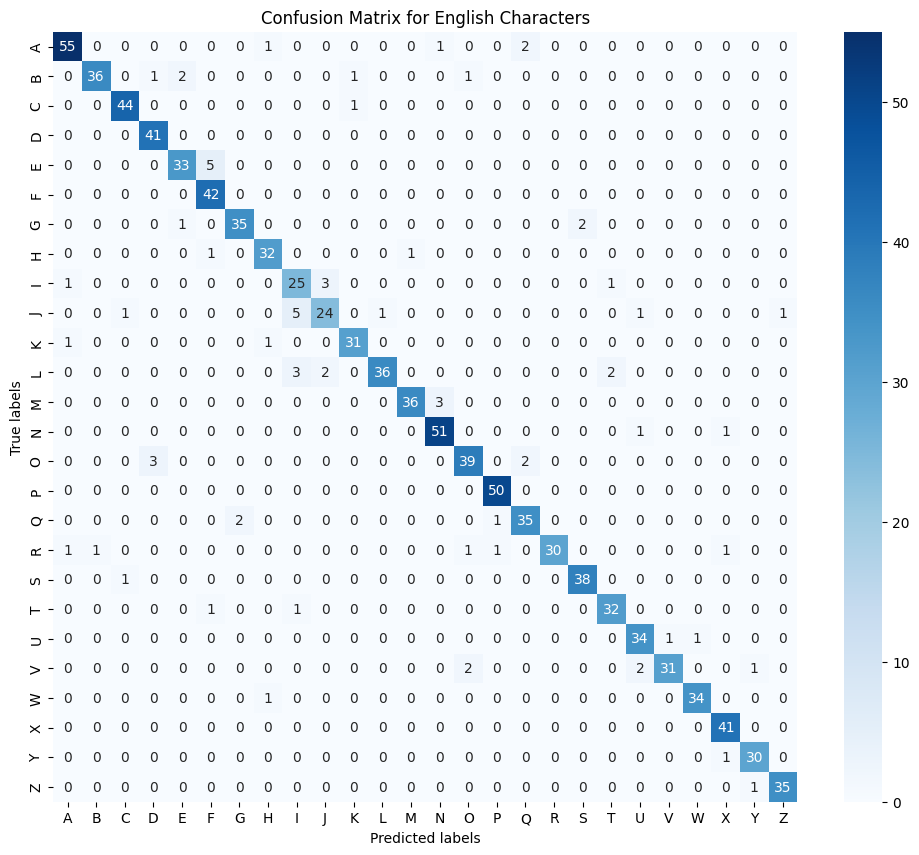 Confusion Matrix for English Characters
A 55 0 0 0 0 0 0 1 0 0 0 0 0 1 0 0 2 0 0 0 0 0 0 0 0 0
B 0 36 0 1 2 0 0 0 0 0 1 0 0 0 1 0 0 0 0 0 0 0 0 0 0 0
C 0 0 44 0 0 0 0 0 0 0 1 0 0 0 0 0 0 0 0 0 0 0 0 0 0 0
D 0 0 0 41 0 0 0 0 0 0 0 0 0 0 0 0 0 0 0 0 0 0 0 0 0 0
E 0 0 0 0 33 5 0 0 0 0 0 0 0 0 0 0 0 0 0 0 0 0 0 0 0 0
F 0 0 0 0 0 42 0 0 0 0 0 0 0 0 0 0 0 0 0 0 0 0 0 0 0 0
G 0 0 0 0 1 0 35 0 0 0 0 0 0 0 0 0 0 0 2 0 0 0 0 0 0 0
H 0 0 0 0 0 1 0 32 0 0 0 0 1 0 0 0 0 0 0 0 0 0 0 0 0 0
I 1 0 0 0 0 0 0 0 25 3 0 0 0 0 0 0 0 0 0 1 0 0 0 0 0 0
J 0 0 1 0 0 0 0 0 5 24 0 1 0 0 0 0 0 0 0 0 1 0 0 0 0 1
K 1 0 0 0 0 0 0 1 0 0 31 0 0 0 0 0 0 0 0 0 0 0 0 0 0 0
L 0 0 0 0 0 0 0 0 3 2 0 36 0 0 0 0 0 0 0 2 0 0 0 0 0 0
M 0 0 0 0 0 0 0 0 0 0 0 0 36 3 0 0 0 0 0 0 0 0 0 0 0 0
N 0 0 0 0 0 0 0 0 0 0 0 0 0 51 0 0 0 0 0 0 1 0 0 1 0 0
O 0 0 0 3 0 0 0 0 0 0 0 0 0 0 39 0 2 0 0 0 0 0 0 0 0 0
P 0 0 0 0 0 0 0 0 0 0 0 0 0 0 0 50 0 0 0 0 0 0 0 0 0 0
Q 0 0 0 0 0 0 2 0 0 0 0 0 0 0 0 1 35 0 0 0 0 0 0 0 0 0
R 1 1 0 0 0 0 0 0 0 0 0 0 0 0 1 1 0 30 0 0 0 0 0 1 0 0
S 0 0 1 0 0 0 0 0 0 0 0 0 0 0 0 0 0 0 38 0 0 0 0 0 0 0
T 0 0 0 0 0 1 0 0 1 0 0 0 0 0 0 0 0 0 0 32 0 0 0 0 0 0
U 0 0 0 0 0 0 0 0 0 0 0 0 0 0 0 0 0 0 0 0 34 1 1 0 0 0
V 0 0 0 0 0 0 0 0 0 0 0 0 0 0 2 0 0 0 0 0 2 31 0 0 1 0
W 0 0 0 0 0 0 0 1 0 0 0 0 0 0 0 0 0 0 0 0 0 0 34 0 0 0
X 0 0 0 0 0 0 0 0 0 0 0 0 0 0 0 0 0 0 0 0 0 0 0 41 0 0
Y 0 0 0 0 0 0 0 0 0 0 0 0 0 0 0 0 0 0 0 0 0 0 0 1 30 0
Z 0 0 0 0 0 0 0 0 0 0 0 0 0 0 0 0 0 0 0 0 0 0 0 0 1 35
A B C D E F G H I J K L M N O P Q R S T U V W X Y Z
Predicted labels
True labels
50
40
30
20
10
0